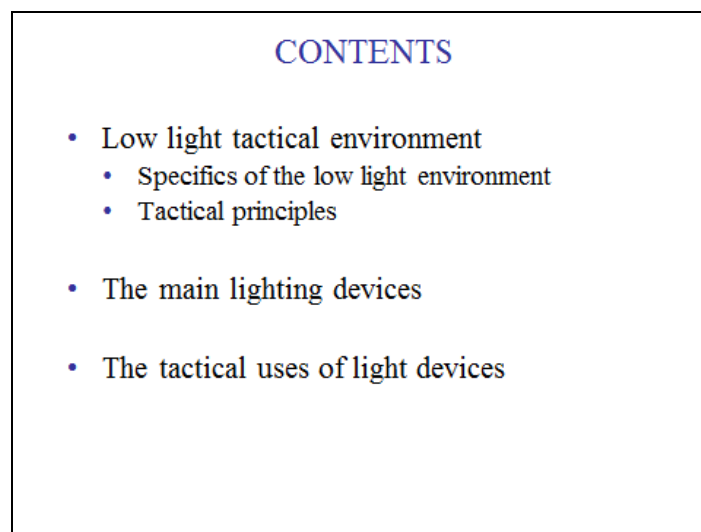 CONTENTS
• Low light tactical environment
• Specifics of the low light environment
• Tactical principles
• The main lighting devices
• The tactical uses of light devices